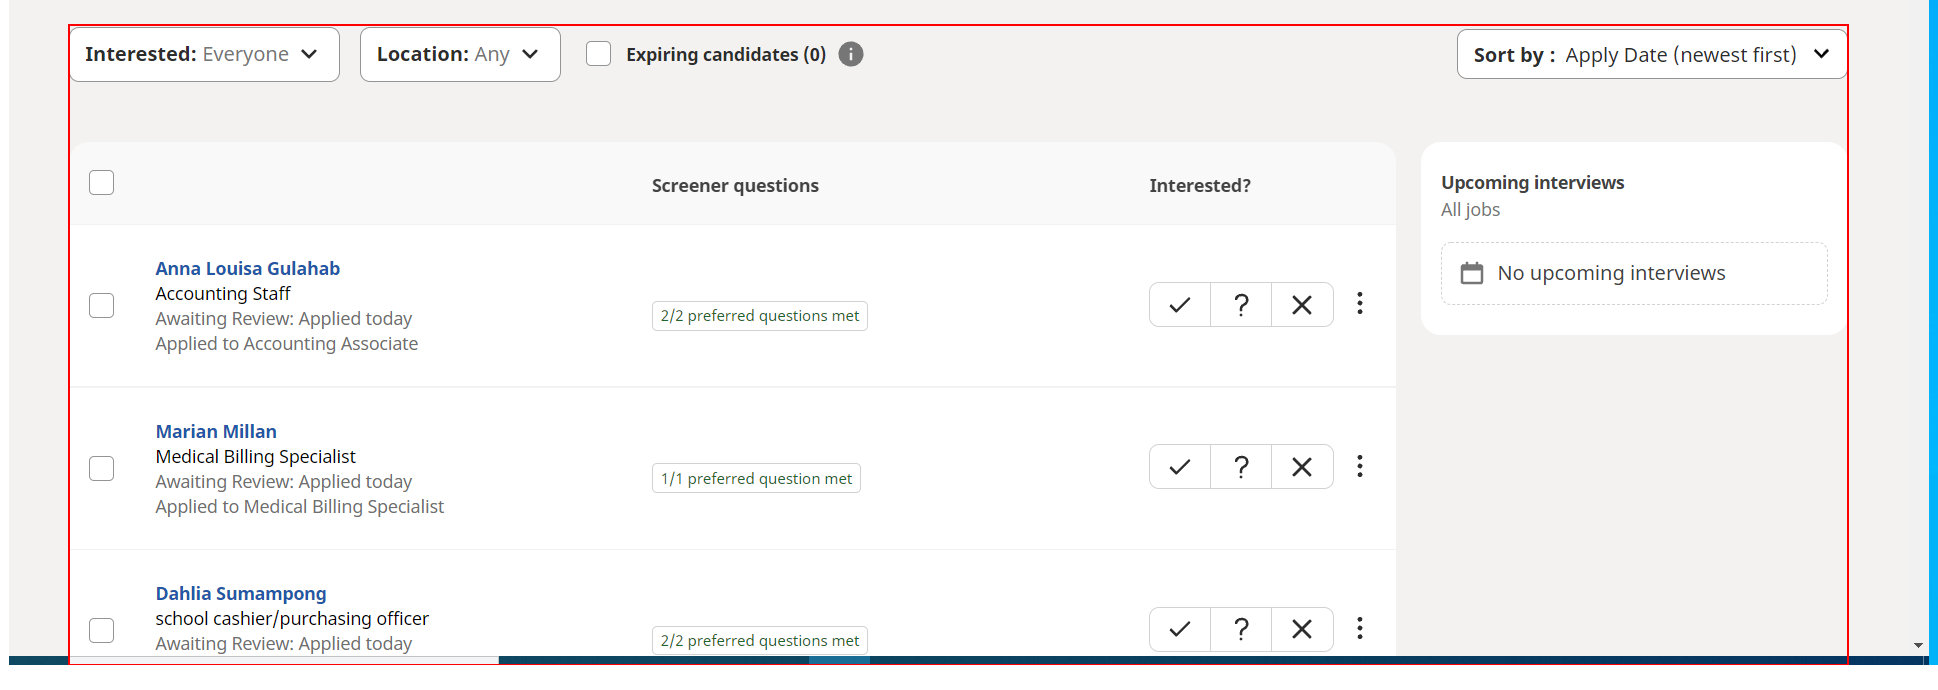 Interested: Everyone
Location: Any
Expiring candidates (0)
Sort by : Apply Date (newest first)
Screener questions
Interested?
Anna Louisa Gulahab
Accounting Staff
Awaiting Review: Applied today
Applied to Accounting Associate
2/2 preferred questions met
?
Marian Millan
Medical Billing Specialist
Awaiting Review: Applied today
Applied to Medical Billing Specialist
1/1 preferred question met
?
Dahlia Sumampong
school cashier/purchasing officer
Awaiting Review: Applied today
2/2 preferred questions met
?
Upcoming interviews
All jobs
No upcoming interviews